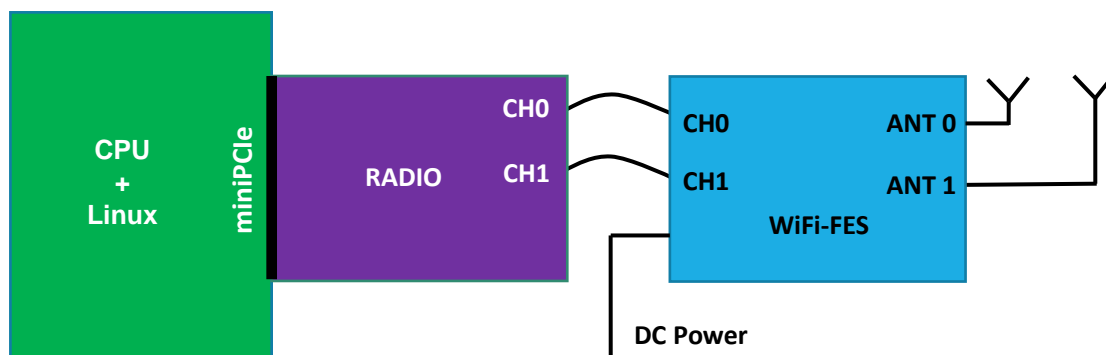 CPU
+
Linux
miniPCIe
RADIO
CH0
CH1
CH0
CH1
ANT 0
ANT 1
WiFi-FES
DC Power